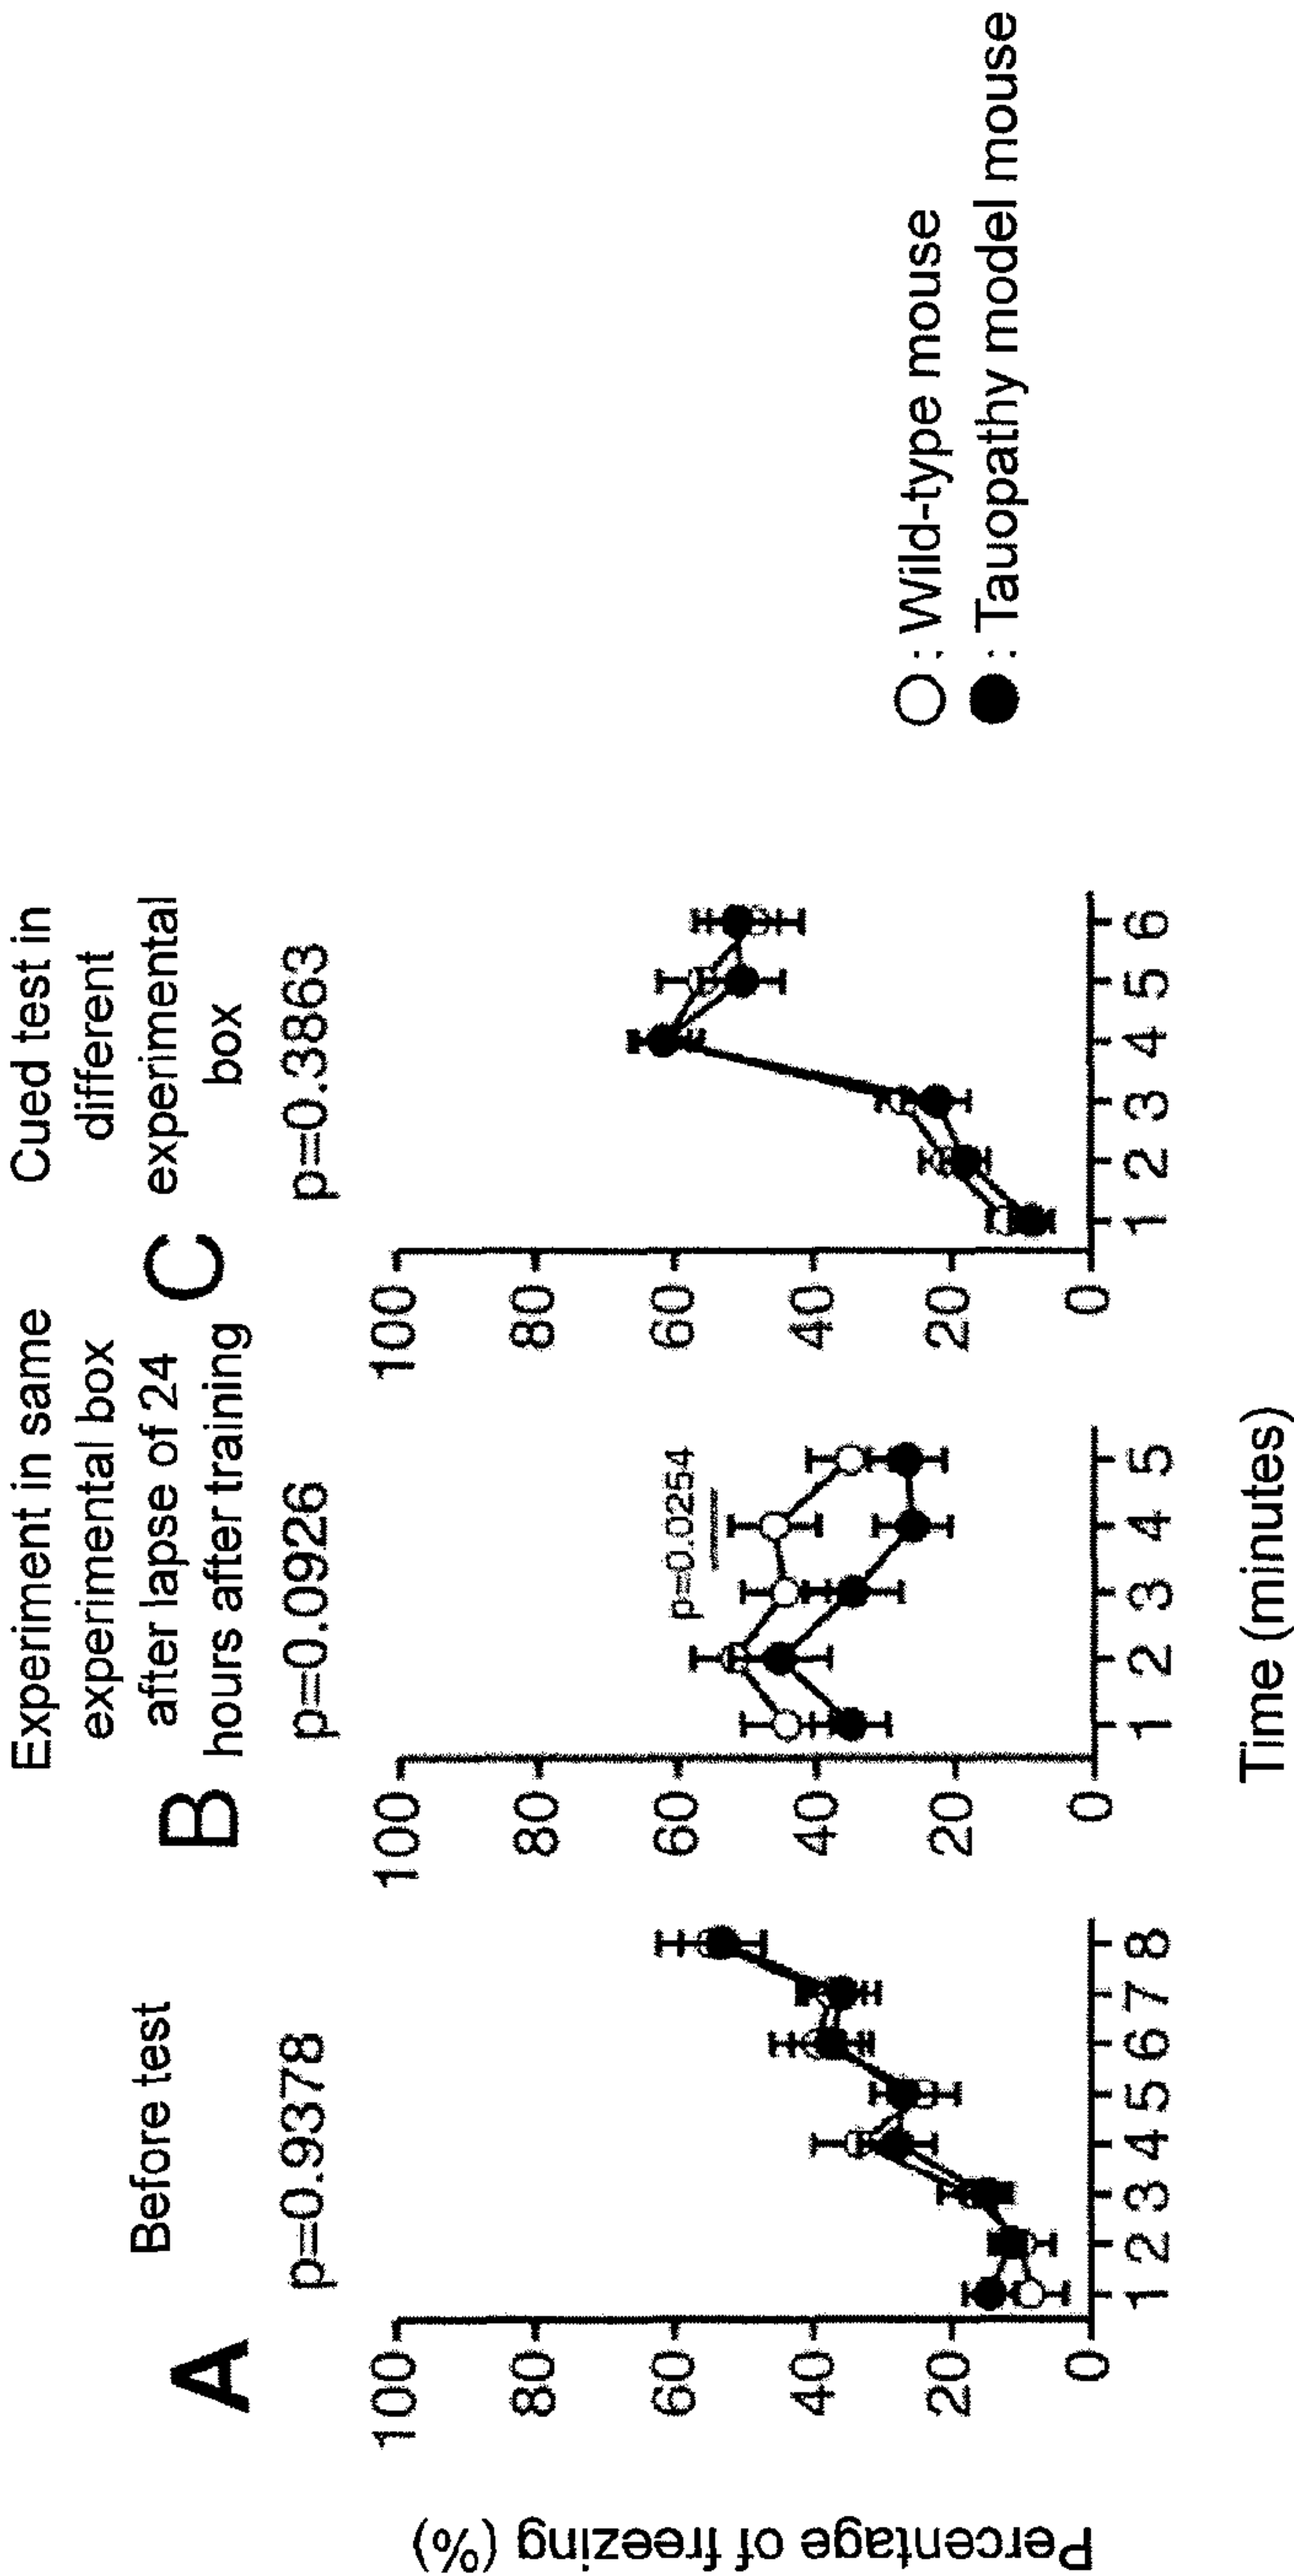 A
Before test
p=0.9378
B
Experiment in same
experimental box
after lapse of 24
hours after training
p=0.0926
C
Cued test in
different
experimental
box
p=0.3863
Percentage of freezing (%)
100
80
60
40
20
0
1 2 3 4 5 6 7 8
100
80
60
40
20
0
p=0.0254
1 2 3 4 5
100
80
60
40
20
0
1 2 3 4 5 6
Time (minutes)
: Wild-type mouse
: Tauopathy model mouse